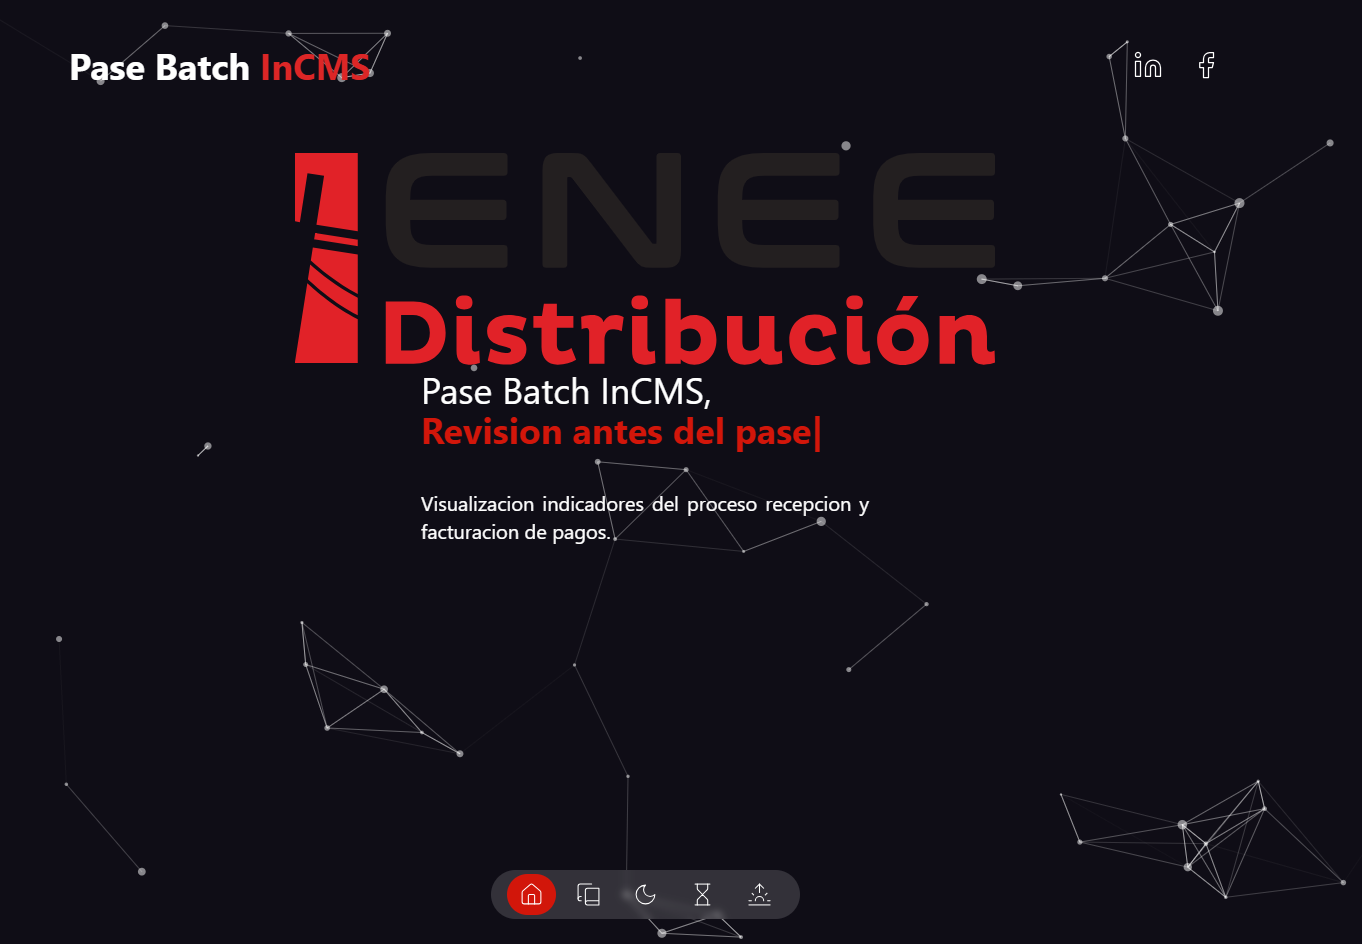 Pase Batch InCMS
ENEE
Distribución
Pase Batch InCMS,
Revision antes del pase|
Visualizacion indicadores del proceso recepcion y
facturacion de pagos.